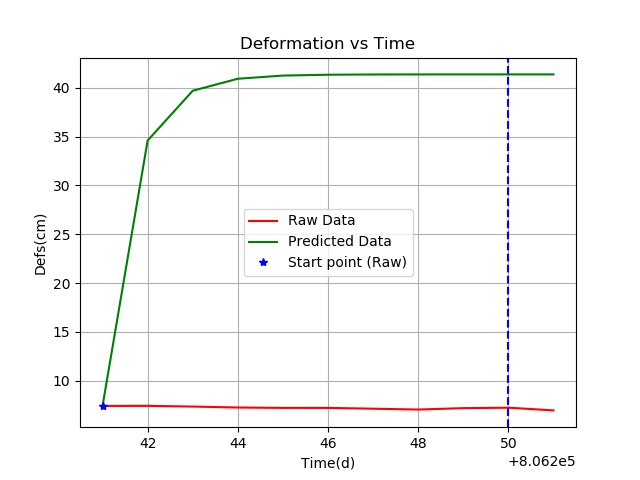 Deformation vs Time
40
35
30
25
20
15
10
Defs(cm)
Raw Data
Predicted Data
Start point (Raw)
42 44 46 48 50
Time(d)
+8.062e5